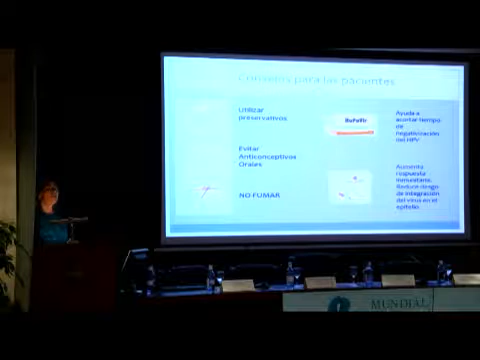 Consejos para las pacientes
Utilizar
preservativos
Evitar
Anticonceptivos
Orales
NO FUMAR
Ayuda a
acortar tiempo
de
negativización
del HPV
Aumenta
respuesta
inmunitaria.
Reduce riesgo
de integración
del virus en el
epitelio.
MUNDIAL